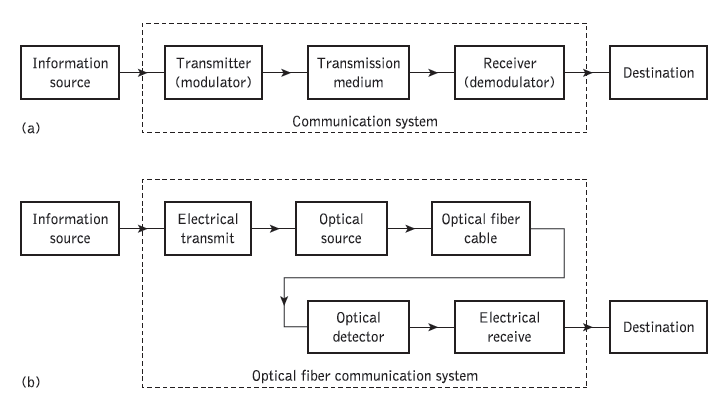 Information
source
Transmitter
(modulator)
Transmission
medium
Receiver
(demodulator)
Destination
Communication system
(a)
Information
source
Electrical
transmit
Optical
source
Optical fiber
cable
Optical
detector
Electrical
receive
Destination
Optical fiber communication system
(b)